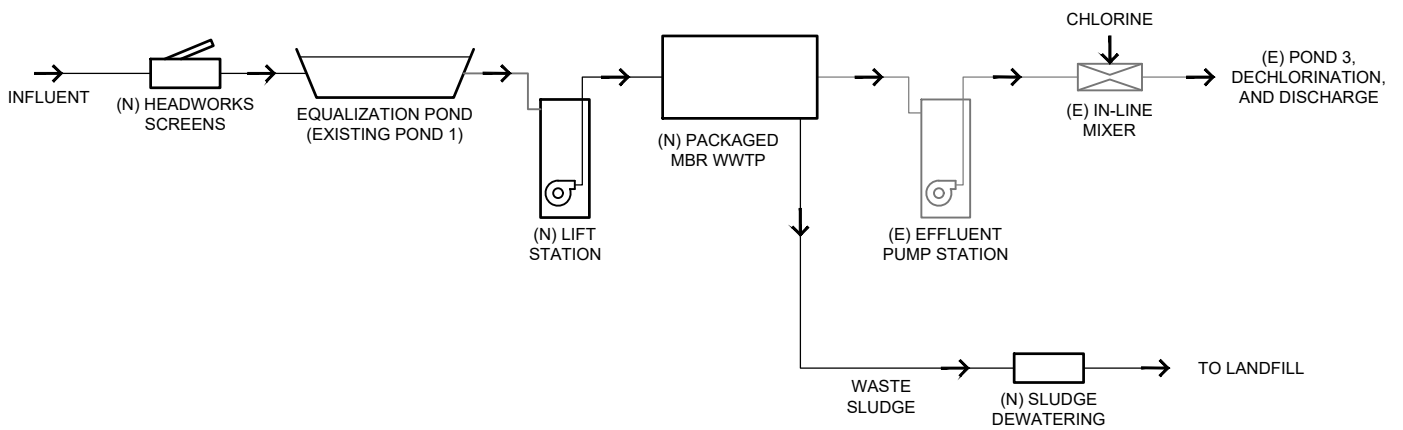 INFLUENT
(N) HEADWORKS
SCREENS
EQUALIZATION POND
(EXISTING POND 1)
(N) LIFT
STATION
(N) PACKAGED
MBR WWTP
(E) EFFLUENT
PUMP STATION
CHLORINE
(E) IN-LINE
MIXER
(E) POND 3,
DECHLORINATION,
AND DISCHARGE
WASTE
SLUDGE
(N) SLUDGE
DEWATERING
TO LANDFILL